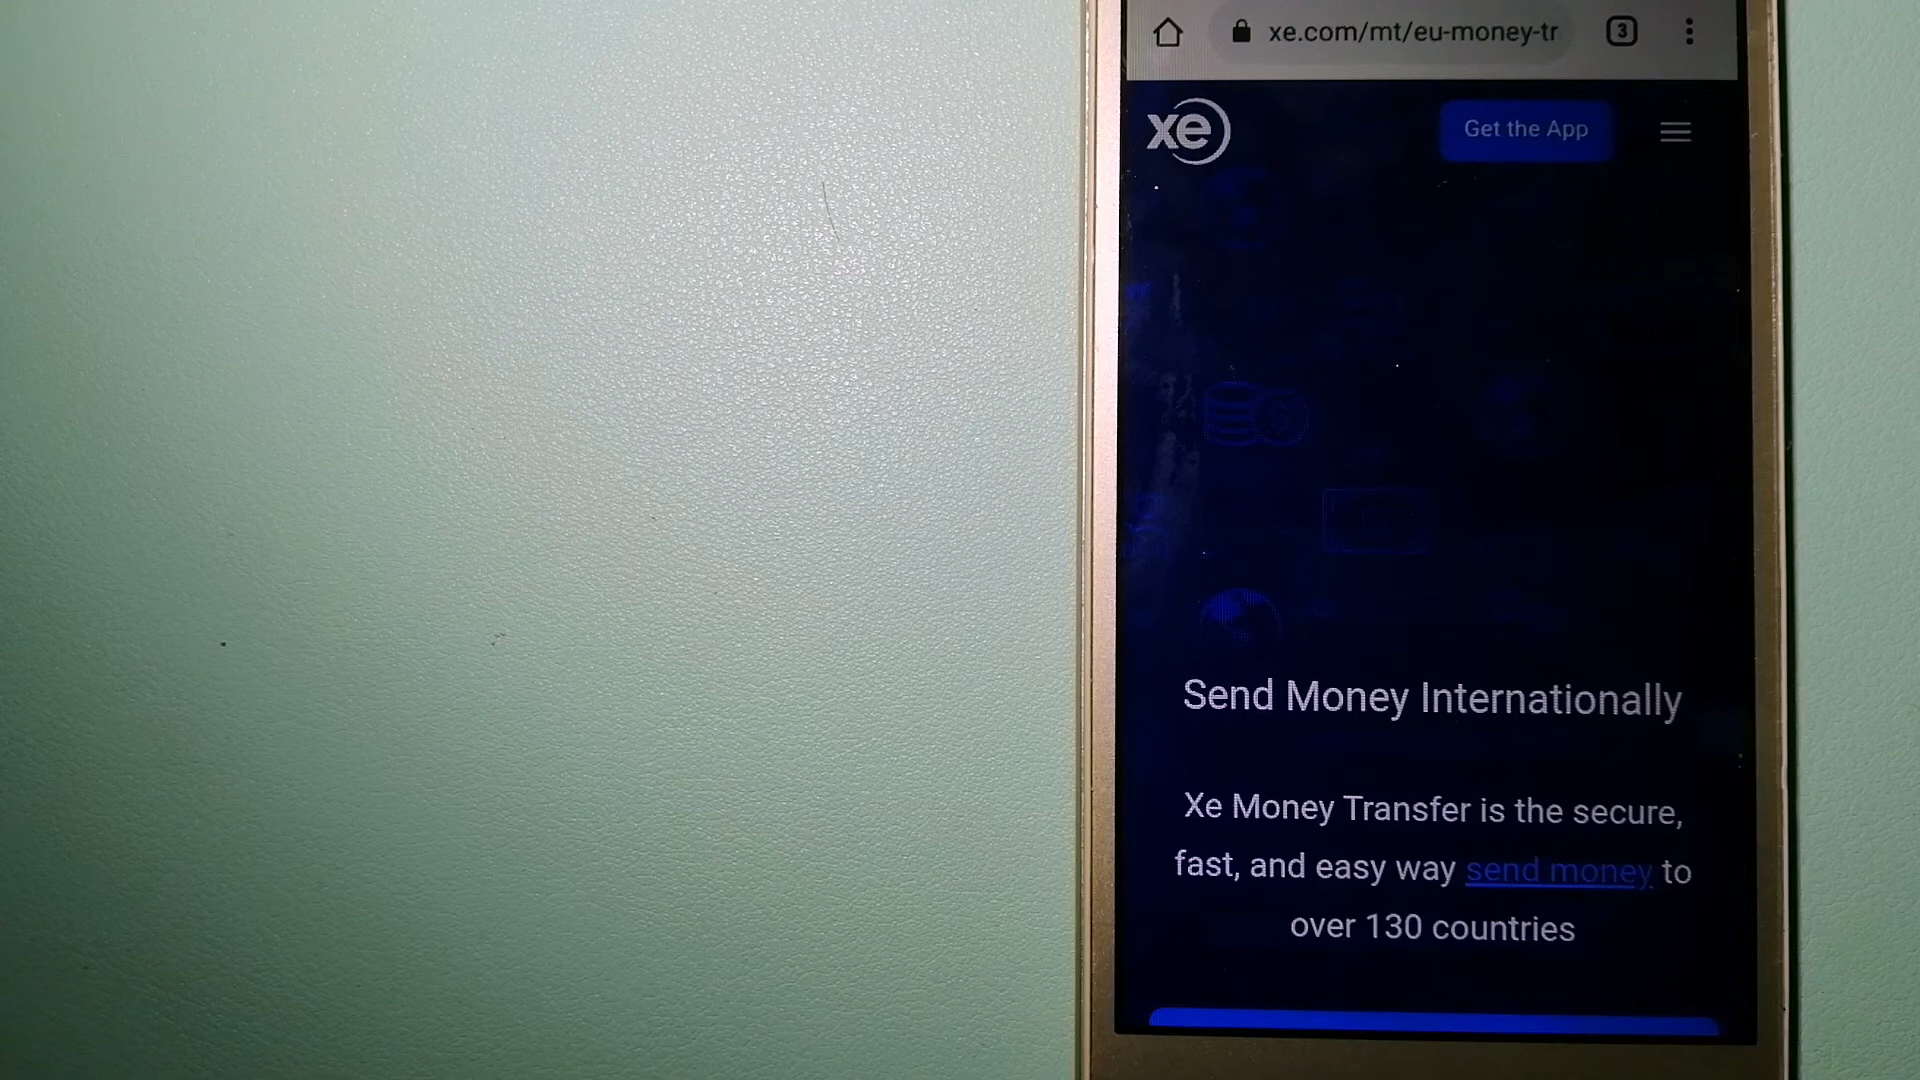 xe.com/mt/eu-money-tr
3
xe
Get the App
Send Money Internationally
Xe Money Transfer is the secure,
fast, and easy way send money to
over 130 countries